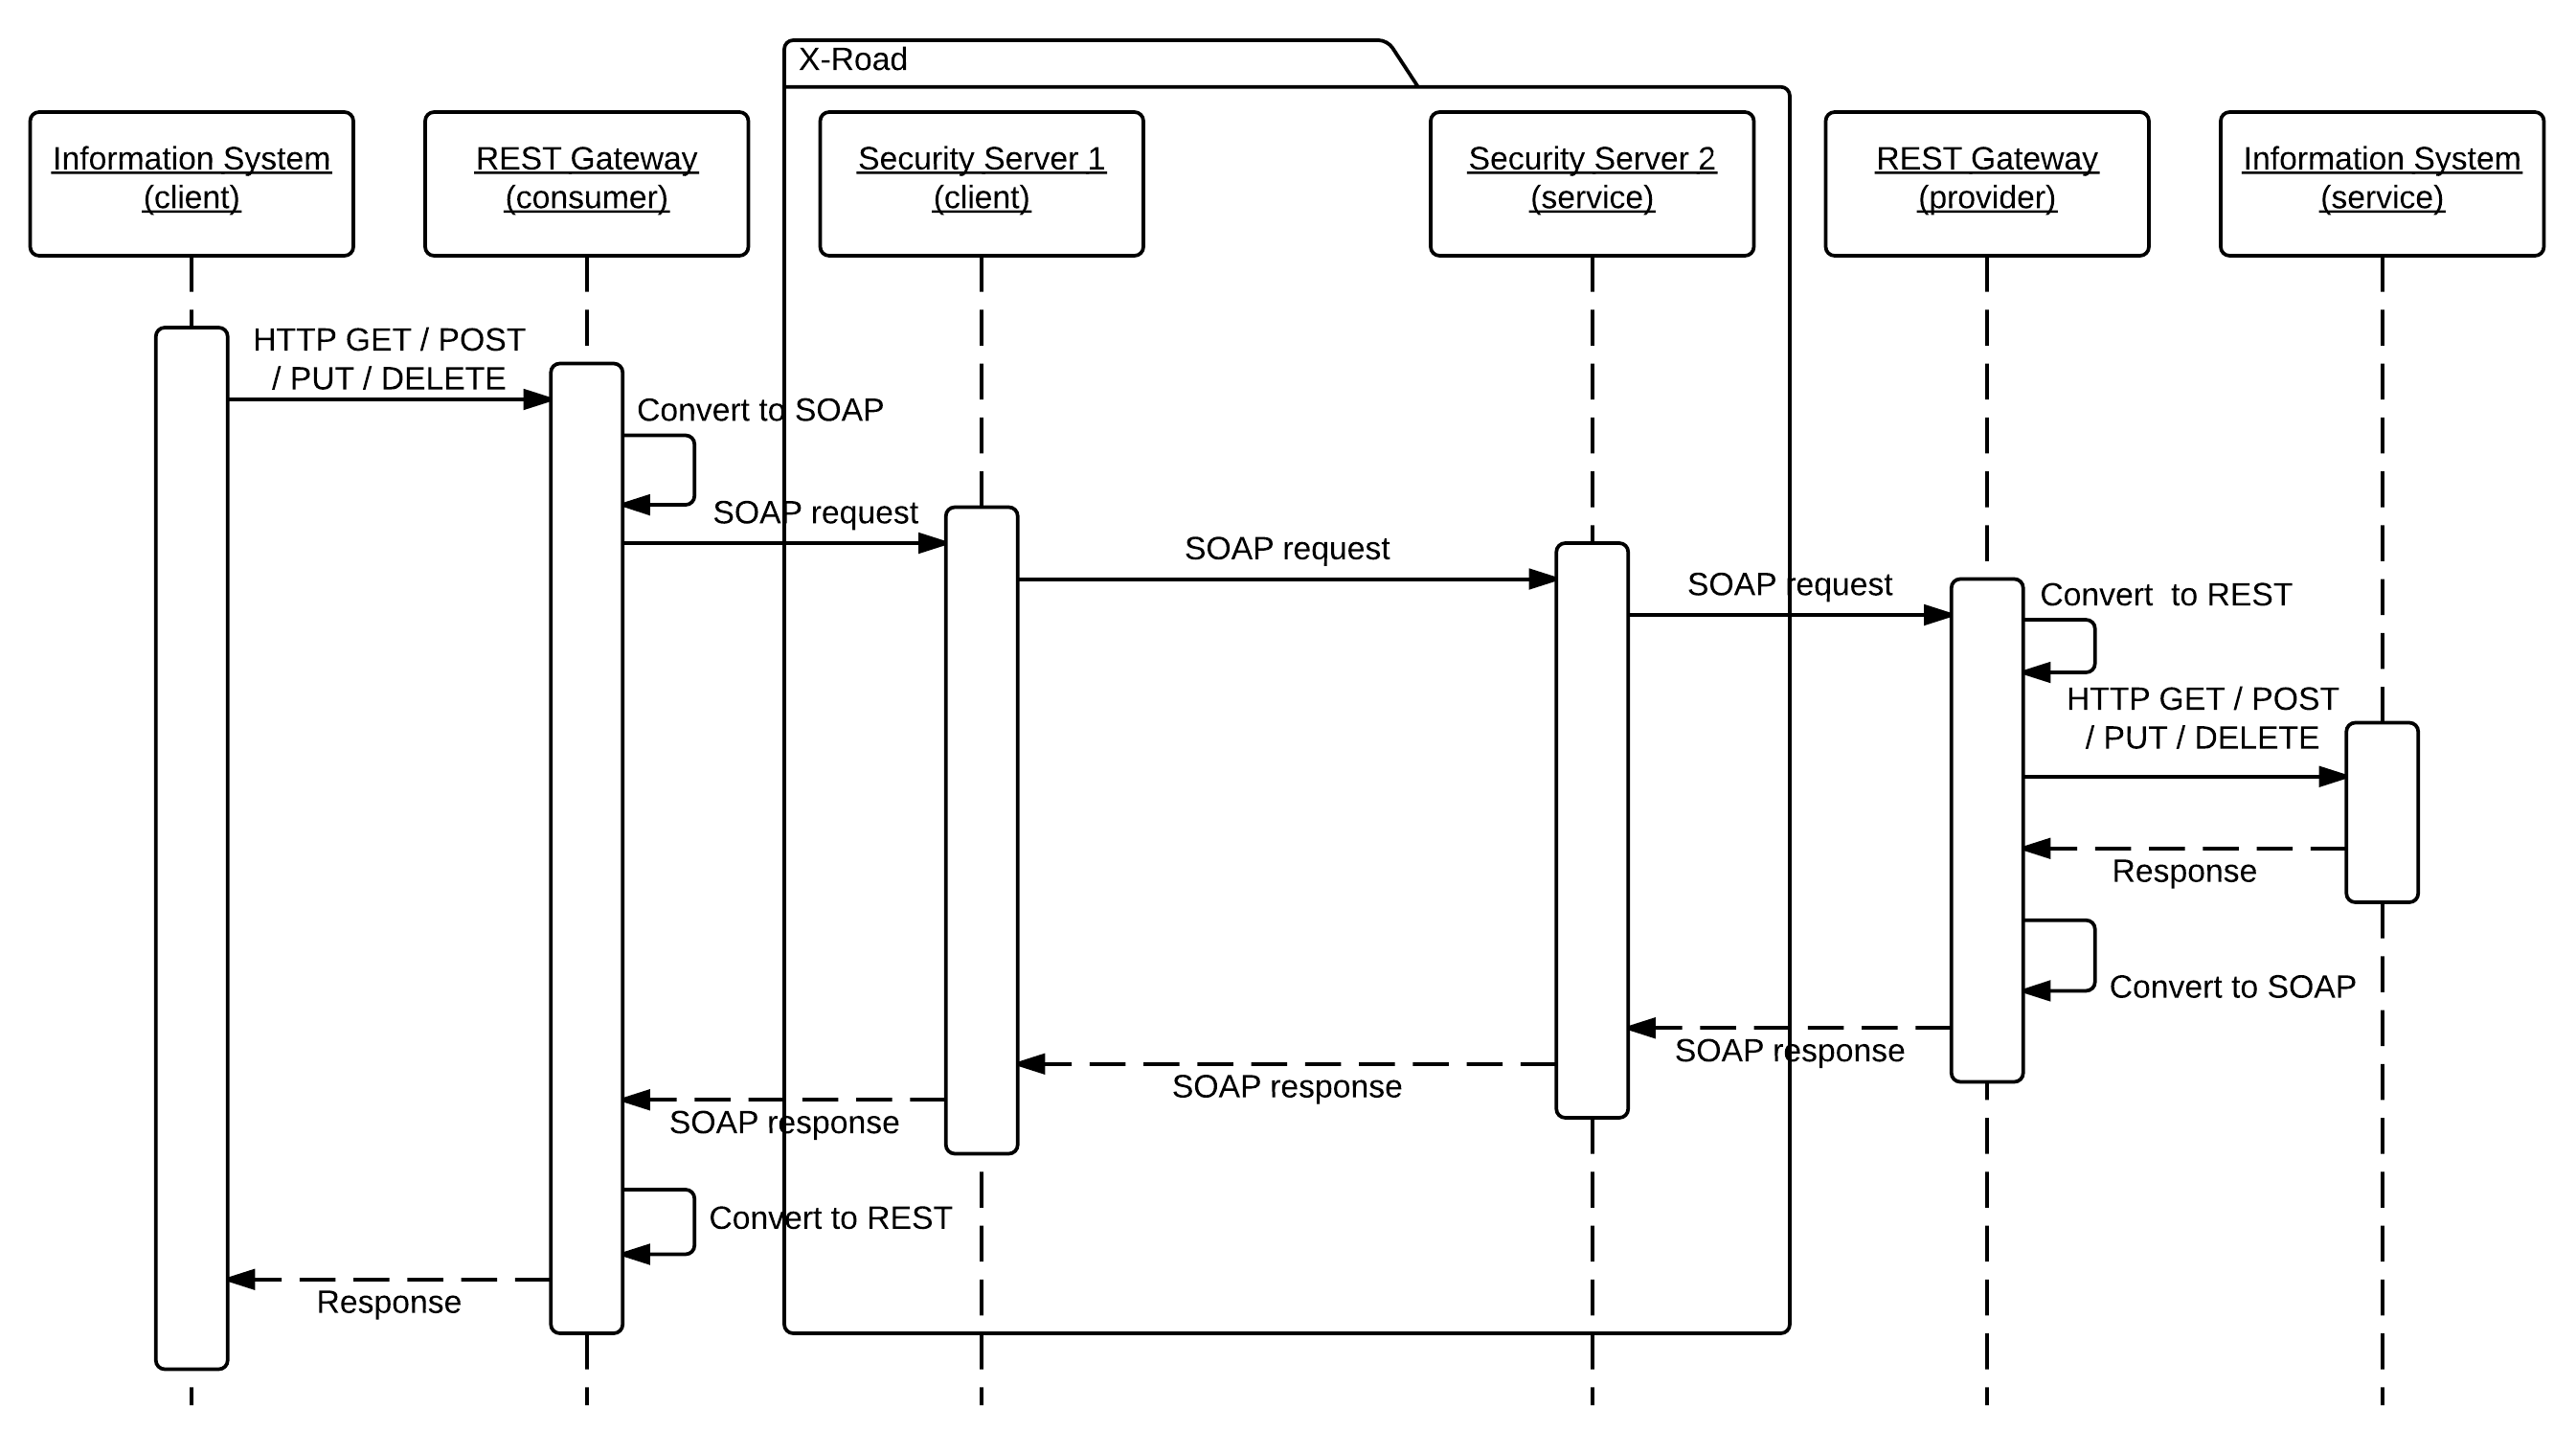 X-Road
Information System
(client)
REST Gateway
(consumer)
Security Server 1
(client)
Security Server 2
(service)
REST Gateway
(provider)
Information System
(service)
HTTP GET / POST
/ PUT / DELETE
Convert to SOAP
SOAP request
SOAP request
SOAP request
Convert  to REST
HTTP GET / POST
/ PUT / DELETE
Response
Convert to SOAP
SOAP response
SOAP response
SOAP response
Convert to REST
Response